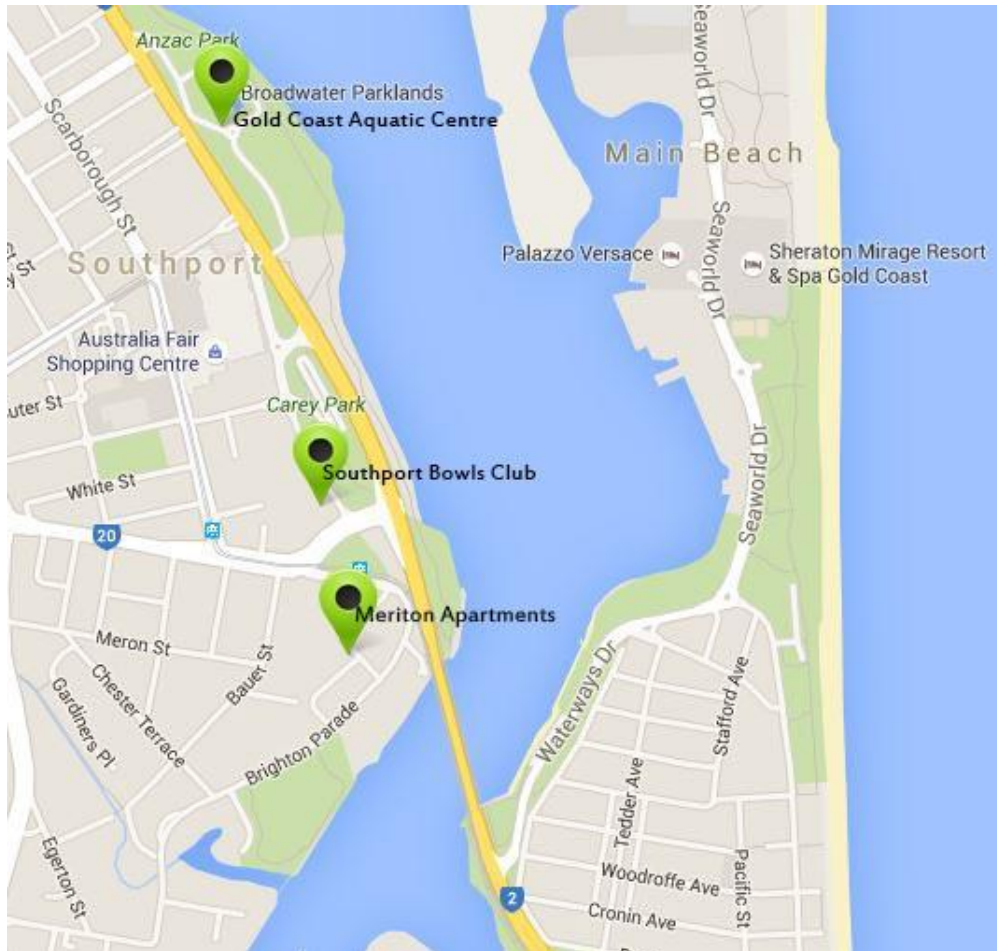 Anzac Park
Broadwater Parklands
Gold Coast Aquatic Centre
Scarborough St
Seaworld Dr
Main Beach
Seaworld Dr
Southport
Palazzo Versace
Sheraton Mirage Resort
& Spa Gold Coast
Seaworld Dr
Australia Fair
Shopping Centre
Carey Park
uter St
Southport Bowls Club
White St
20
Seaworld Dr
Meriton Apartments
Meron St
Bauer St
Chester Terrace
Gardiners Pl
Brighton Parade
Waterways Dr
Stafford Ave
Tedder Ave
Egerton St
Woodroffe Ave
Pacific St
2
Cronin Ave